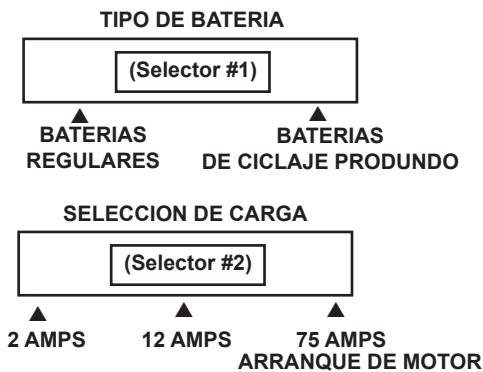 TIPO DE BATERIA
(Selector #1)
BATERIAS
REGULARES
BATERIAS
DE CICLAJE PRODUNDO
SELECCION DE CARGA
(Selector #2)
2 AMPS
12 AMPS
75 AMPS
ARRANQUE DE MOTOR